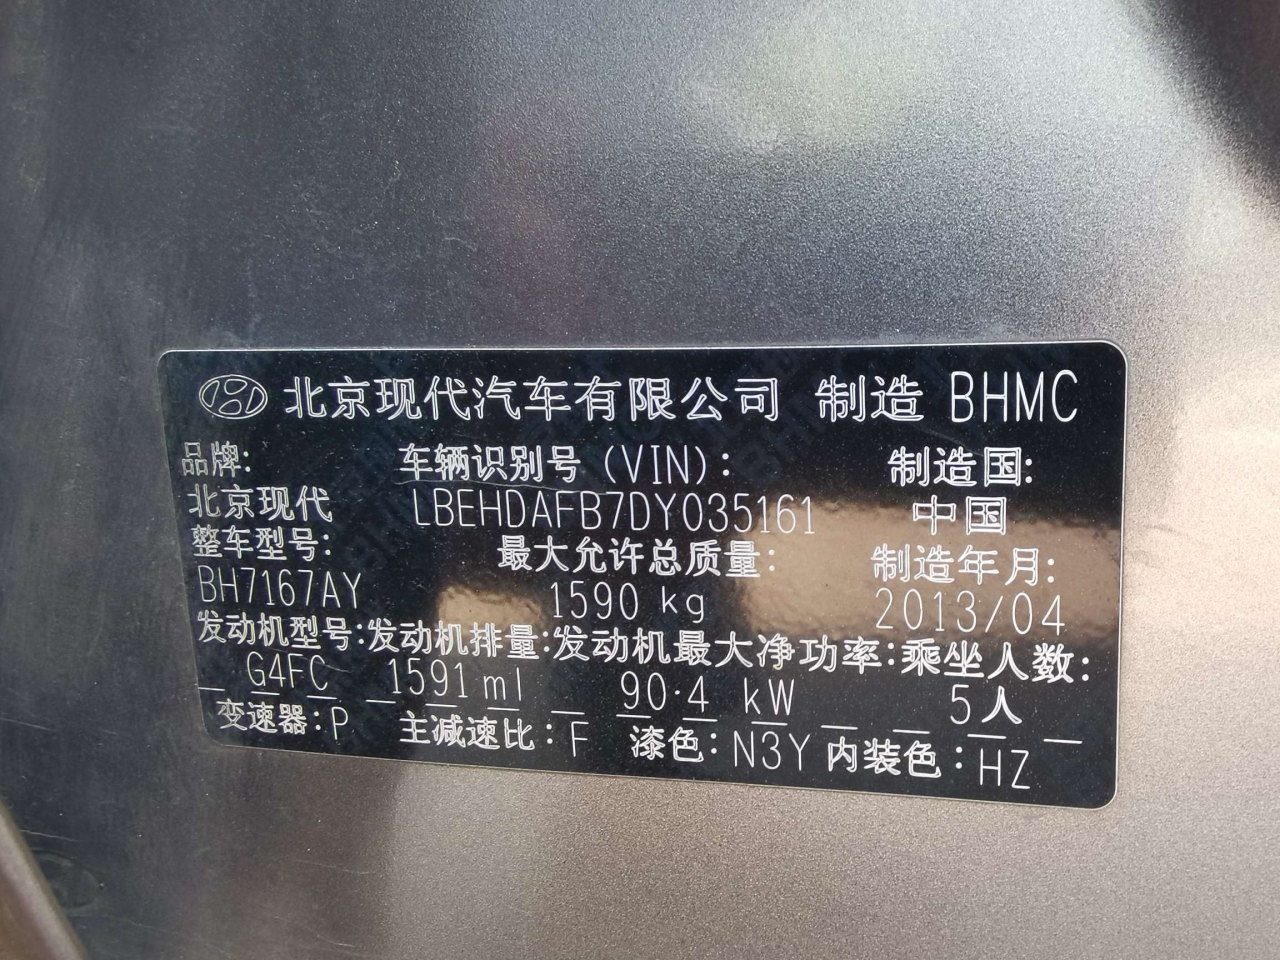 北京现代汽车有限公司 制造 BHMC
品牌: 车辆识别号 (VIN): 制造国:
北京现代 LBEHDAFB7DY035161 中国
整车型号: 最大允许总质量: 制造年月:
BH7167AY 1590 kg 2013/04
发动机型号:发动机排量:发动机最大净功率:乘坐人数:
G4FC 1591 ml 90.4 kW 5人
变速器:P 主减速比:F 漆色:N3Y 内装色:HZ